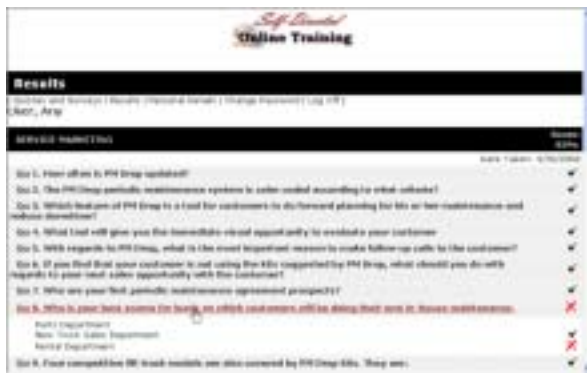 Self-Directed
Online Training
Results
| Quizzes and Surveys | Results | Personal Details | Change Password | Log Off |
User, Any
SERVICE MARKETING Score:
Date Taken:
Qu 1. How often is PM Drop updated?
Qu 2. The PM Drop periodic maintenance system is color coded according to what criteria?
Qu 3. Which feature of PM Drop is a tool for customers to do forward planning for his or her maintenance and
reduce downtime?
Qu 4. What tool will give you the immediate visual opportunity to evaluate your customer
Qu 5. With regards to PM Drop, what is the most important reason to make follow-up calls to the customer?
Qu 6. If you find that your customer is not using the Kits suggested by PM Drop, what should you do with
regards to your next sales opportunity with the customer?
Qu 7. Who are your first periodic maintenance agreement prospects?
Qu 8. Who is your best source for leads on which customers will be doing their own in-house maintenance.
Parts Department
New Truck Sales Department
Rental Department
Qu 9. Four competitive lift truck models are also covered by PM Drop Kits. They are: